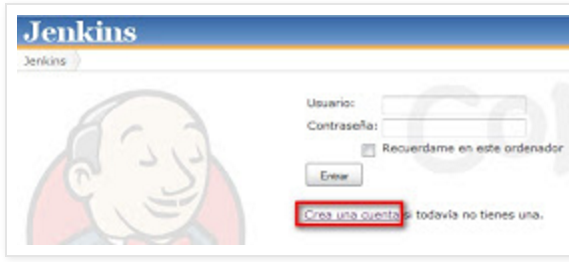 Jenkins
Jenkins
Usuario:
Contraseña:
Recuerdame en este ordenador
Entrar
Crea una cuenta si todavía no tienes una.